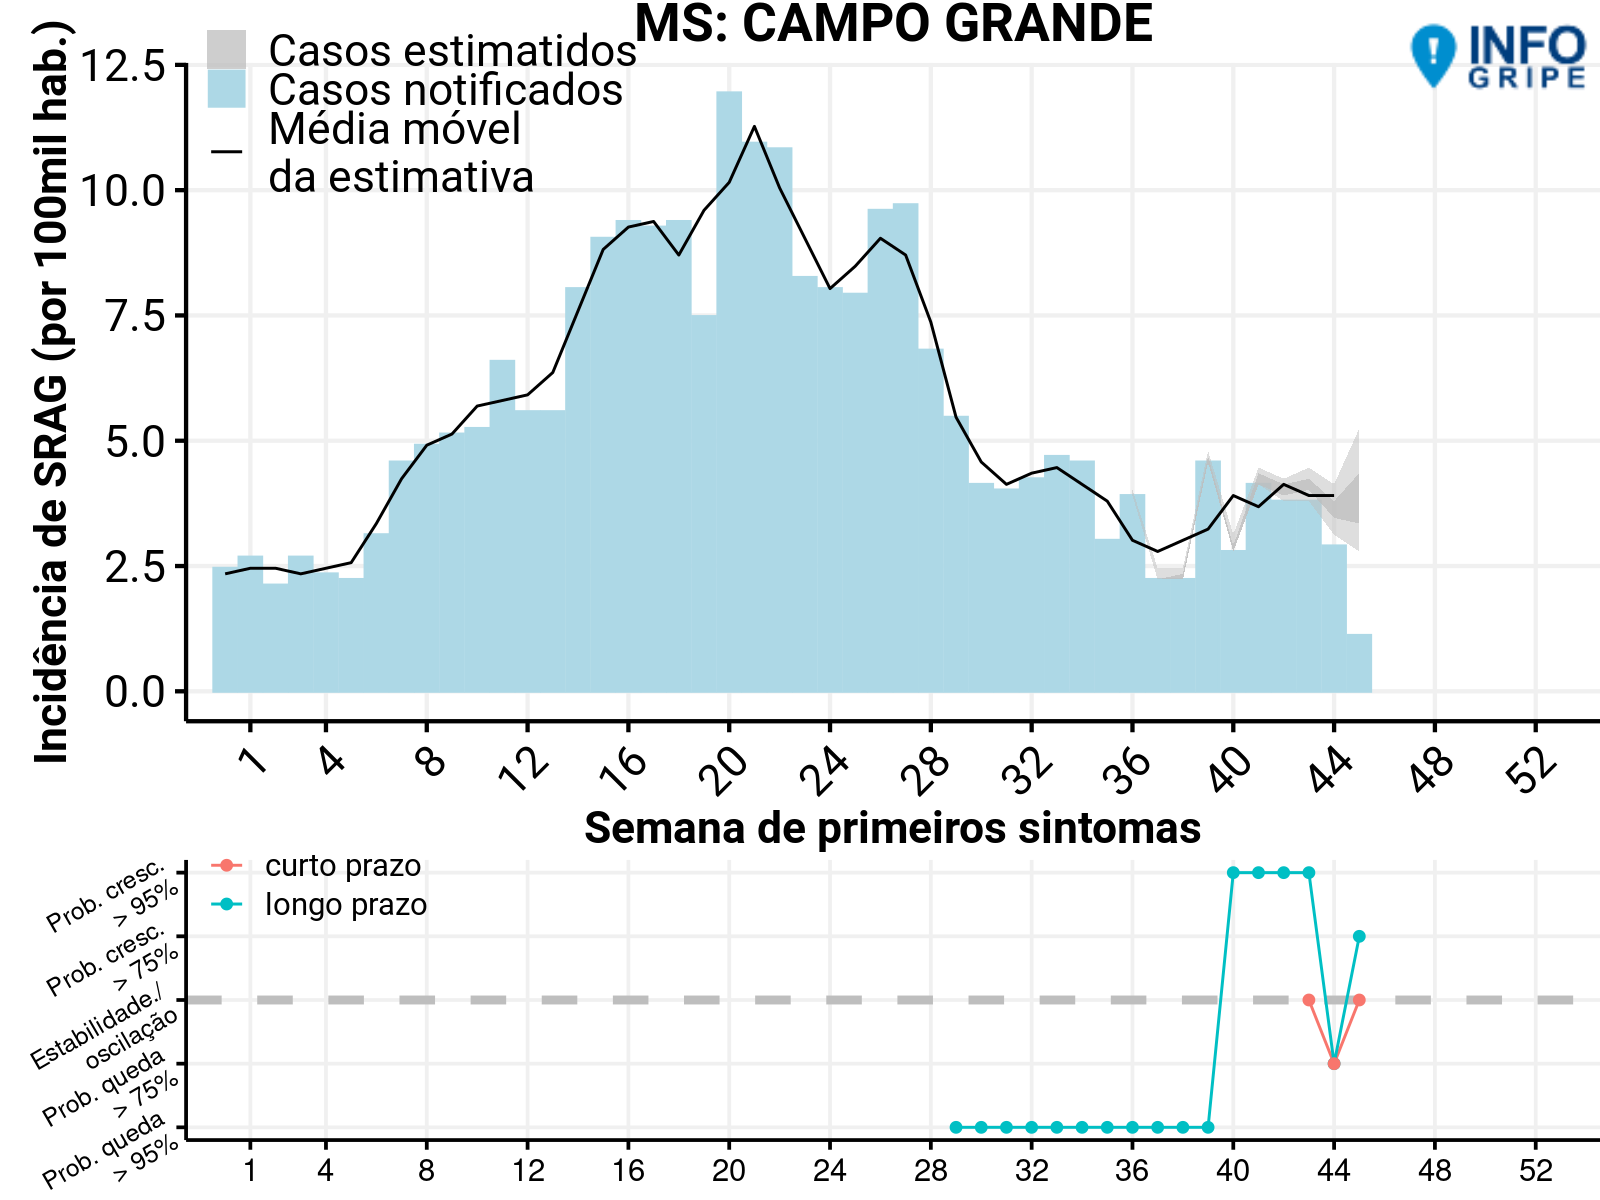 MS: CAMPO GRANDE
INFO
GRIPE
Casos estimatidos
Casos notificados
Média móvel
da estimativa
Incidência de SRAG (por 100mil hab.)
12.5
10.0
7.5
5.0
2.5
0.0
1 4 8 12 16 20 24 28 32 36 40 44 48 52
Semana de primeiros sintomas
curto prazo
longo prazo
Prob. cresc.
> 95%
Prob. cresc.
> 75%
Estabilidade./
oscilação
Prob. queda
> 75%
Prob. queda
> 95%
1 4 8 12 16 20 24 28 32 36 40 44 48 52